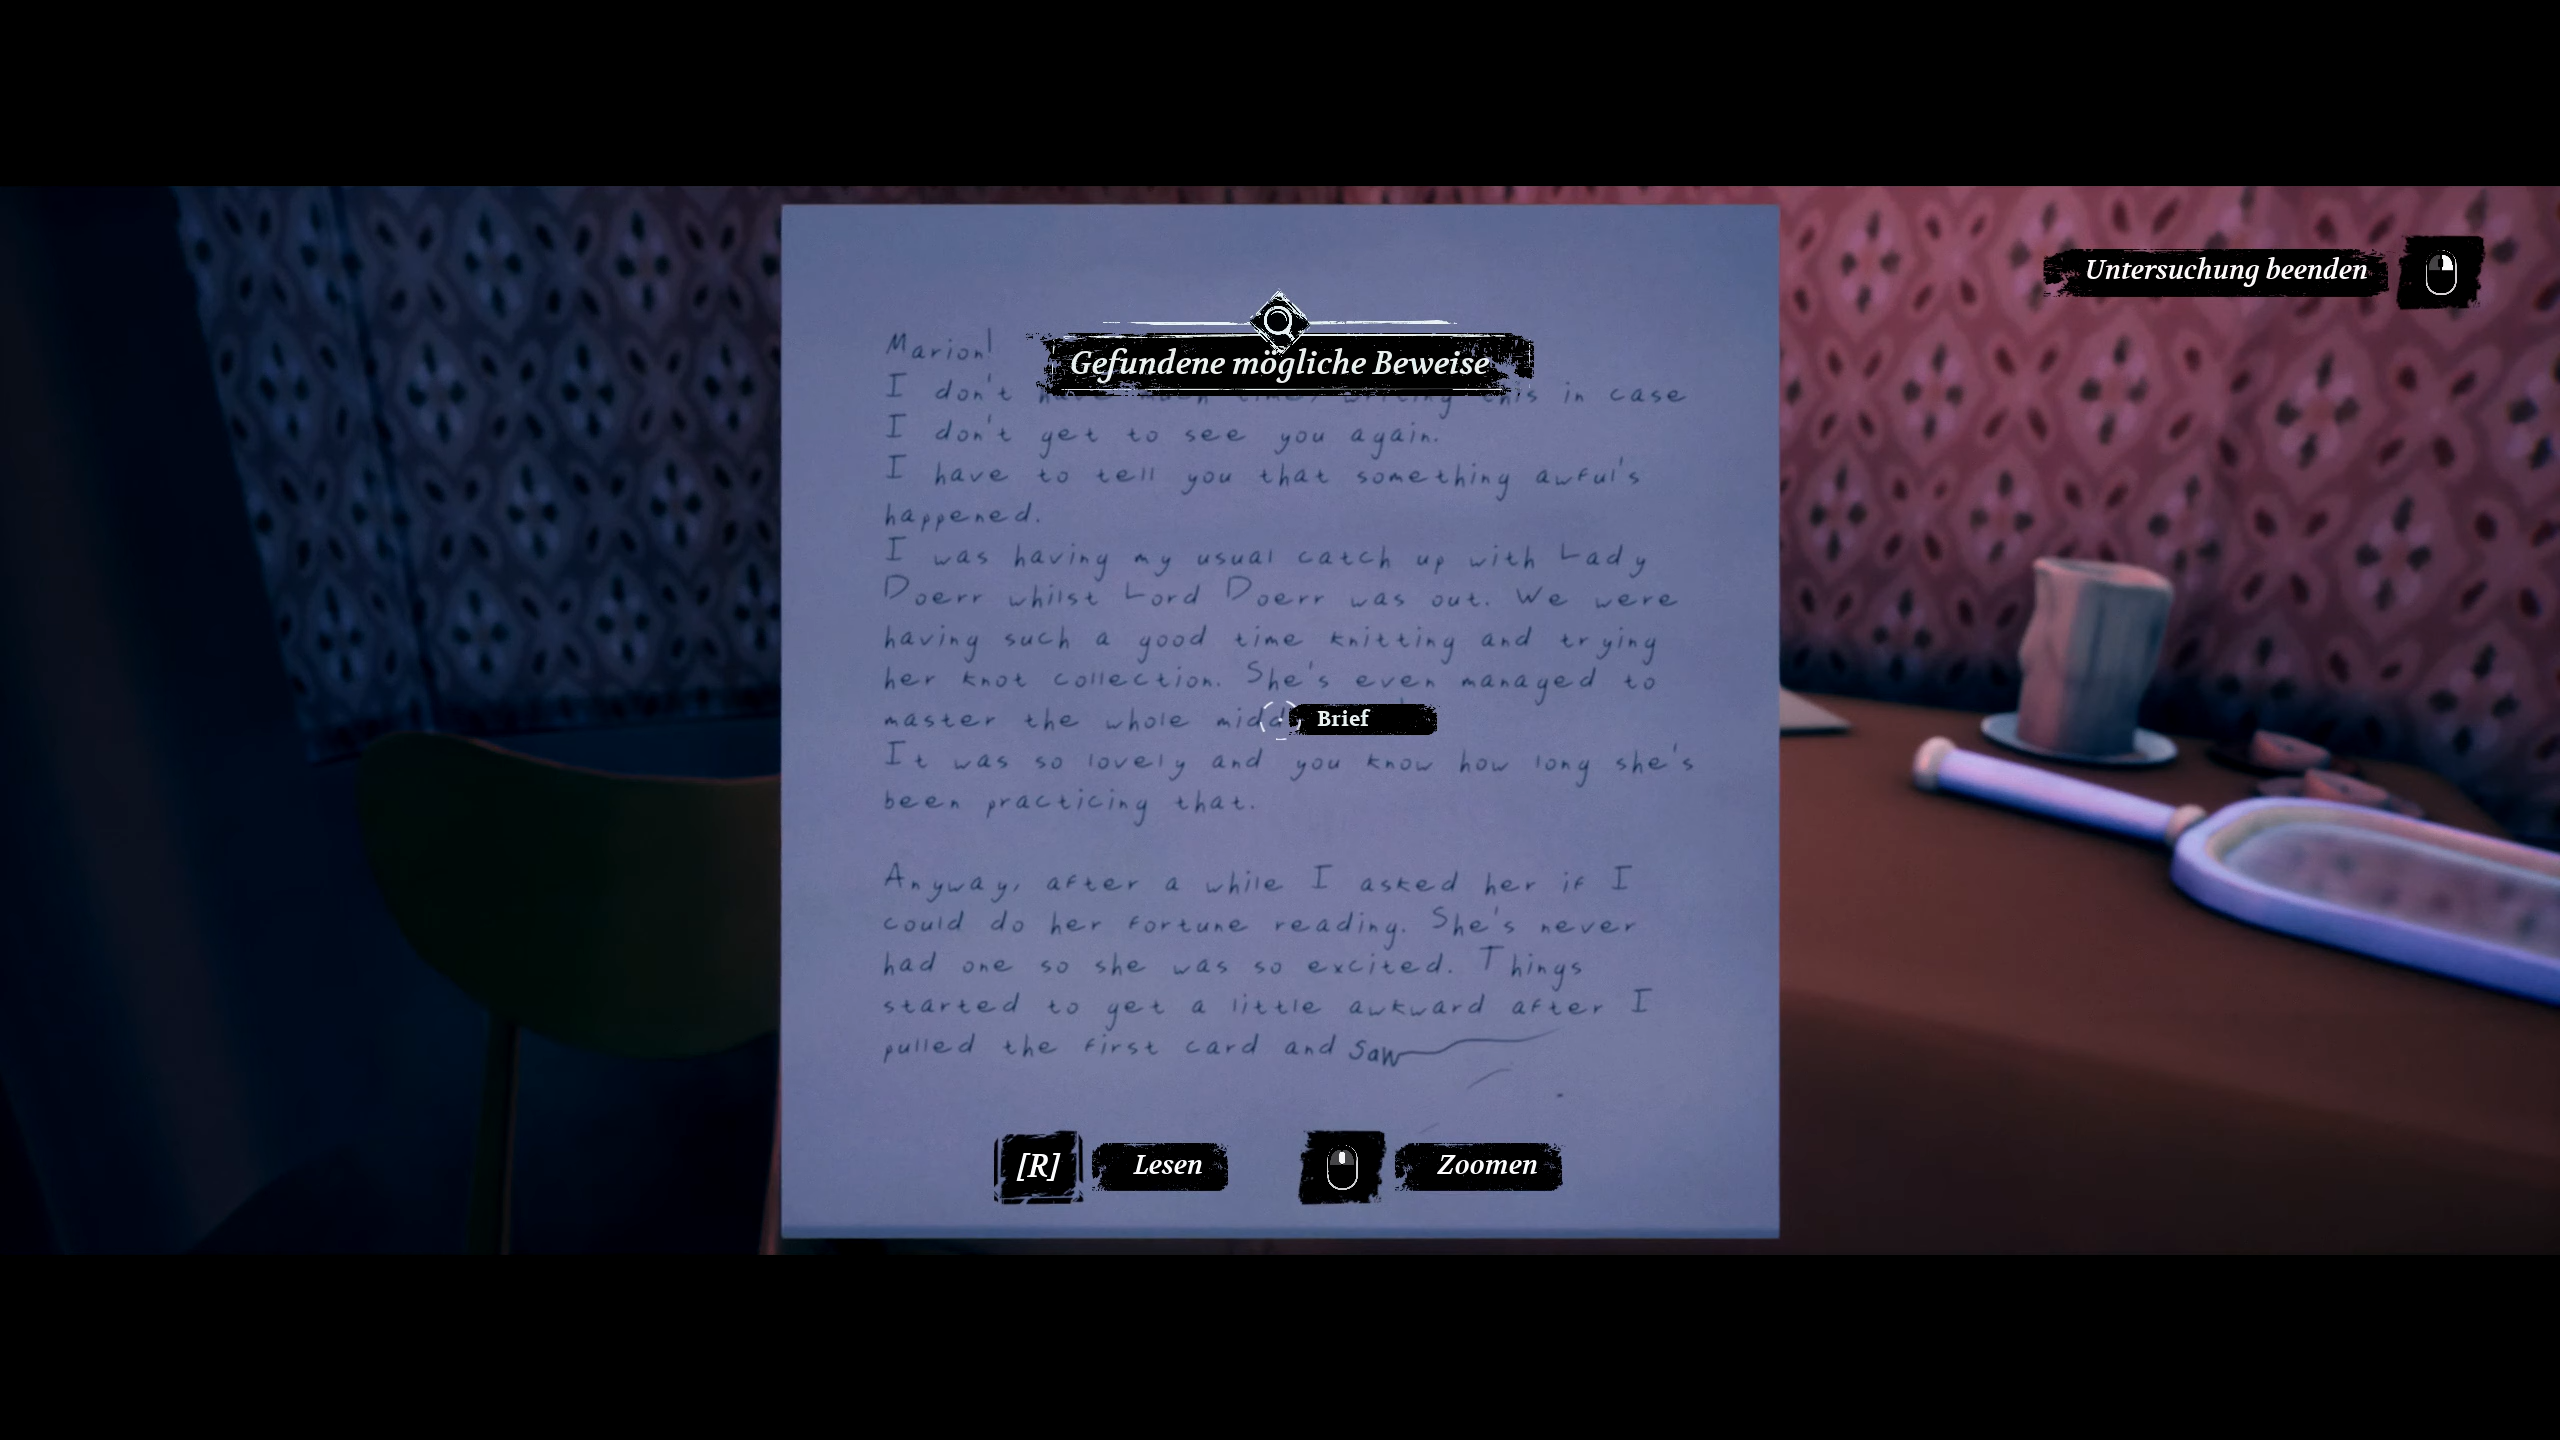 Untersuchung beenden
Gefundene mögliche Beweise
Marion!
I don't have much time, writing this in case
I don't get to see you again.
I have to tell you that something awful's
happened.
I was having my usual catch up with Lady
Doerr whilst Lord Doerr was out. We were
having such a good time knitting and trying
her knot collection. She's even managed to
master the whole
Brief
It was so lovely and you know how long she's
been practicing that.
Anyway, after a while I asked her if I
could do her fortune reading. She's never
had one so she was so excited. Things
started to get a little awkward after I
pulled the first card and saw
[R] Lesen Zoomen